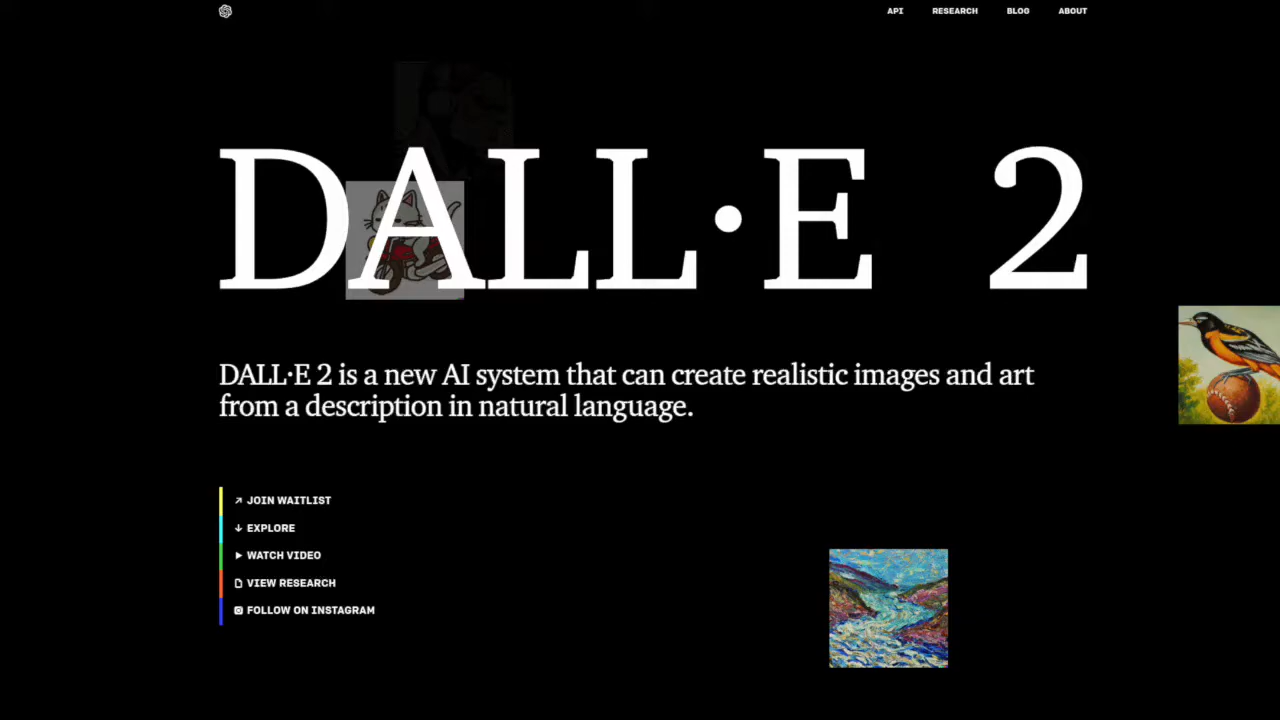 API
RESEARCH
BLOG
ABOUT
DALL·E 2
DALL·E 2 is a new AI system that can create realistic images and art
from a description in natural language.
JOIN WAITLIST
EXPLORE
WATCH VIDEO
VIEW RESEARCH
FOLLOW ON INSTAGRAM